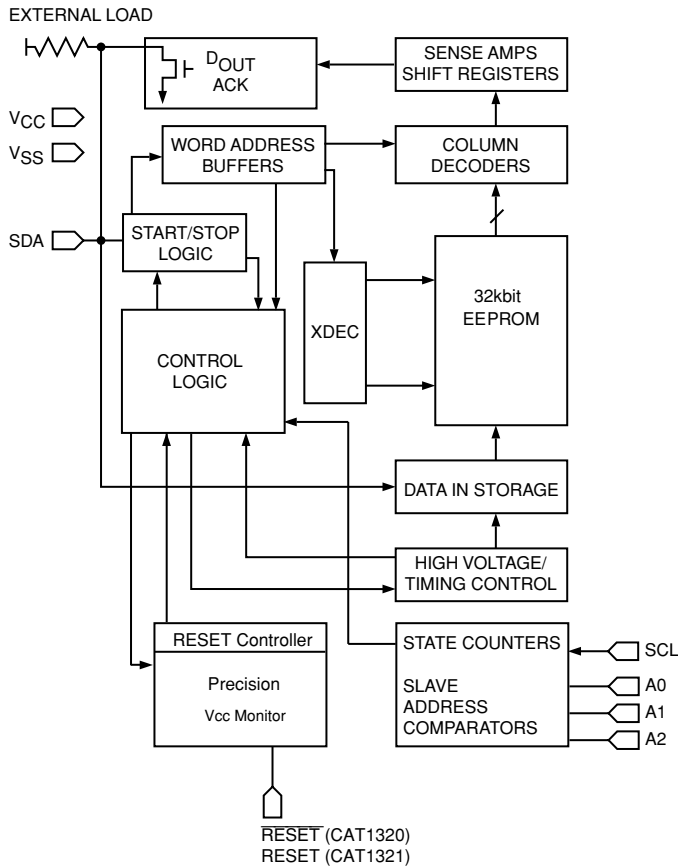 EXTERNAL LOAD
DOUT
ACK
SENSE AMPS
SHIFT REGISTERS
VCC
VSS
WORD ADDRESS
BUFFERS
COLUMN
DECODERS
SDA
START/STOP
LOGIC
32kbit
EEPROM
XDEC
CONTROL
LOGIC
DATA IN STORAGE
HIGH VOLTAGE/
TIMING CONTROL
RESET Controller
Precision
Vcc Monitor
STATE COUNTERS
SLAVE
ADDRESS
COMPARATORS
SCL
A0
A1
A2
RESET (CAT1320)
RESET (CAT1321)